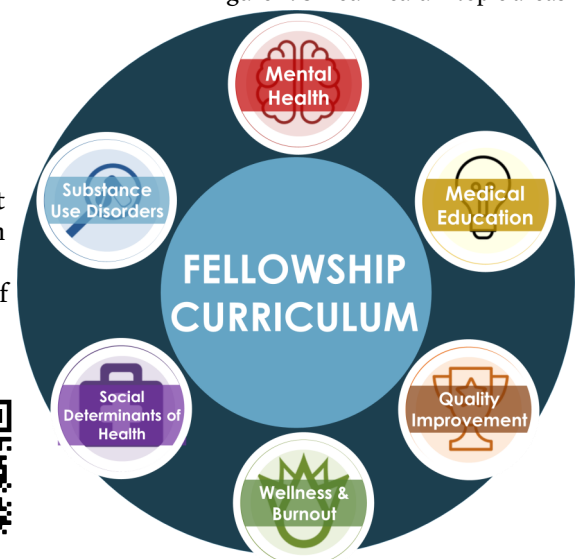 Mental
Health
Substance
Use Disorders
Medical
Education
FELLOWSHIP
CURRICULUM
Social
Determinants of
Health
Quality
Improvement
Wellness &
Burnout